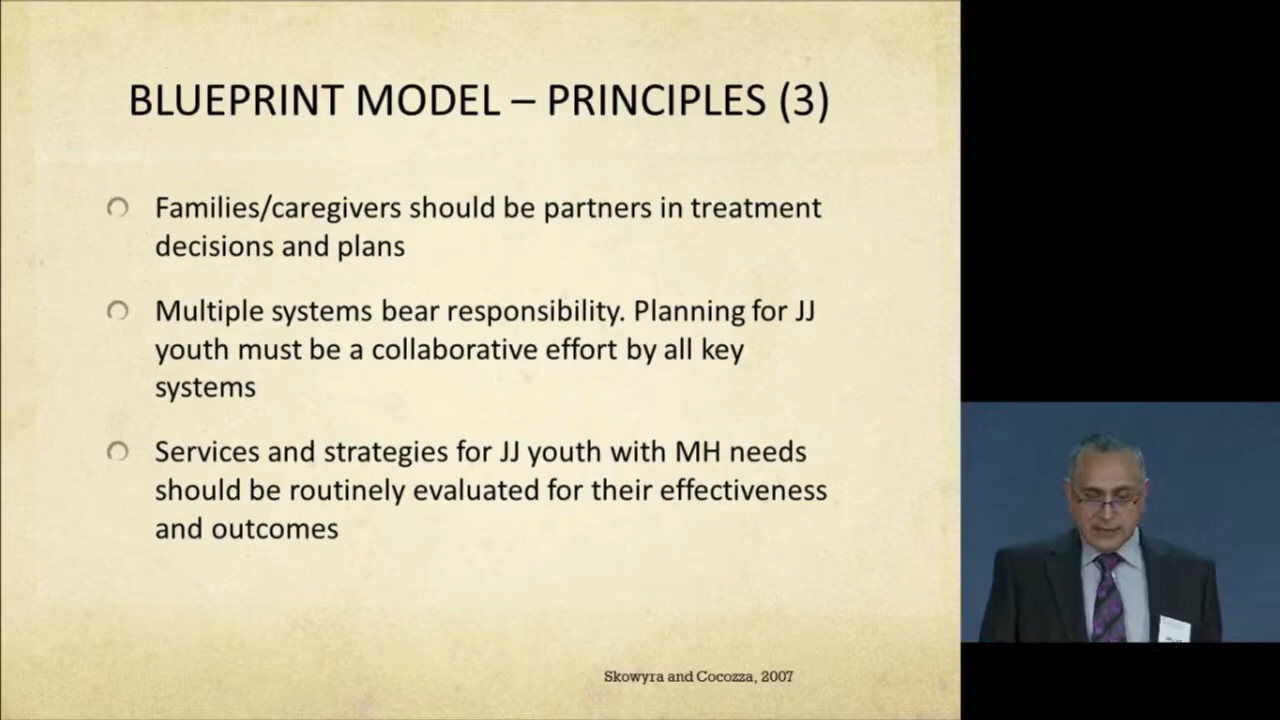 BLUEPRINT MODEL – PRINCIPLES (3)
Families/caregivers should be partners in treatment
decisions and plans
Multiple systems bear responsibility. Planning for JJ
youth must be a collaborative effort by all key
systems
Services and strategies for JJ youth with MH needs
should be routinely evaluated for their effectiveness
and outcomes
Skowyra and Cocozza, 2007